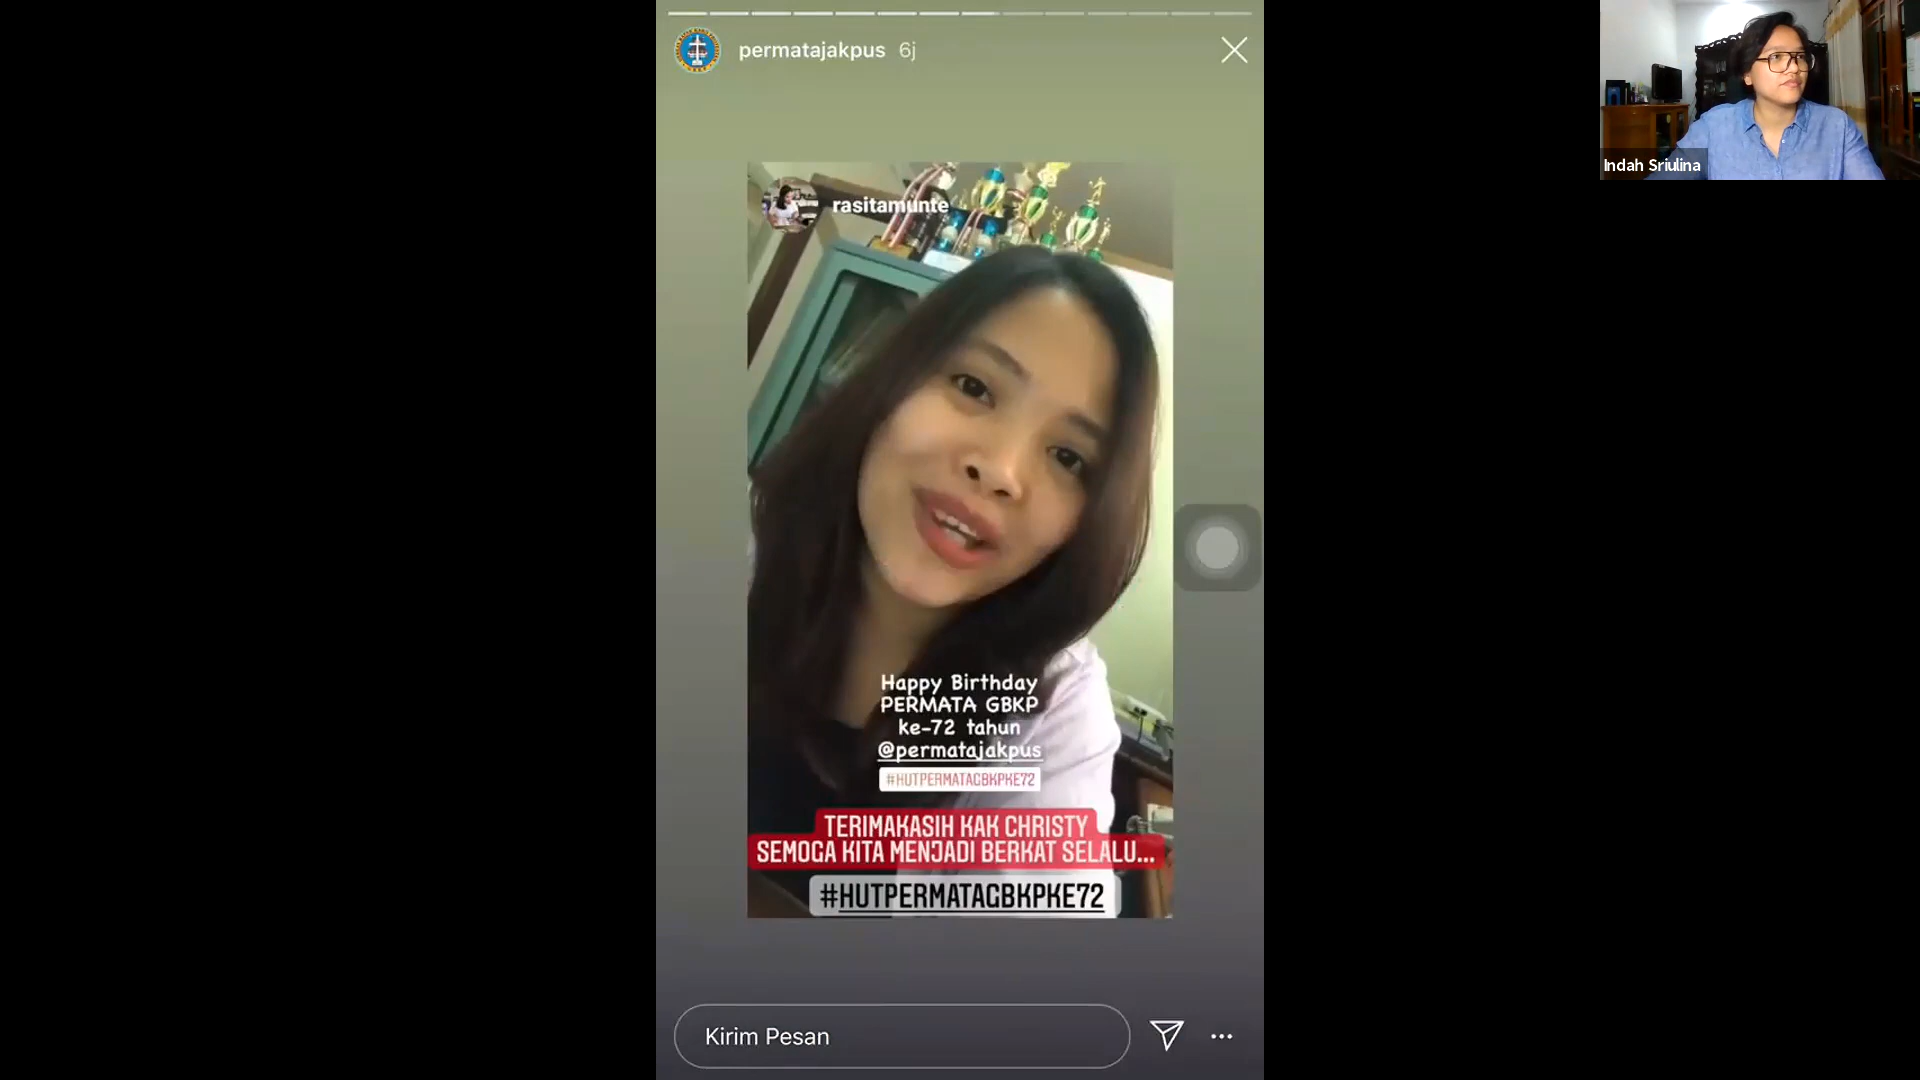 permatajakpus 6j
rasitamunte
Happy Birthday
PERMATA GBKP
ke-72 tahun
@permatajakpus
#HUTPERMATAGBKPKE72
TERIMAKASIH KAK CHRISTY
SEMOGA KITA MENJADI BERKAT SELALU...
#HUTPERMATAGBKPKE72
Kirim Pesan
Indah Sriulina